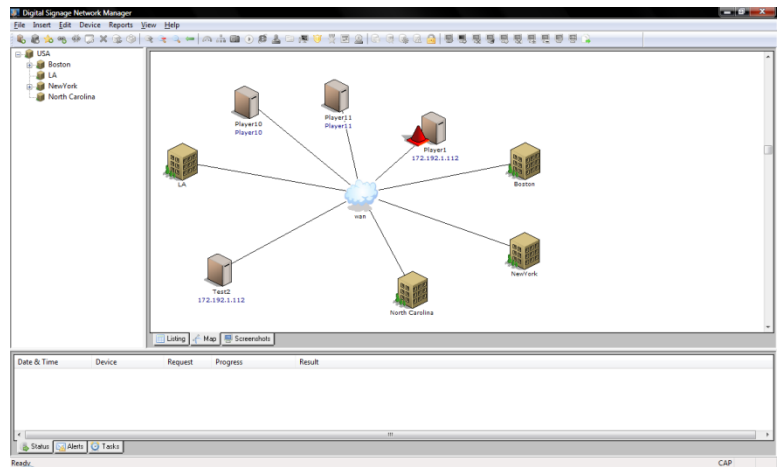 Digital Signage Network Manager
File Insert Edit Device Reports View Help
USA
Boston
LA
NewYork
North Carolina
Player10
Player10
Player11
Player11
Player1
172.192.1.112
LA
Boston
wan
Test2
172.192.1.112
NewYork
North Carolina
Listing Map Screenshots
Date & Time Device Request Progress Result
Status Alerts Tasks
Ready CAP